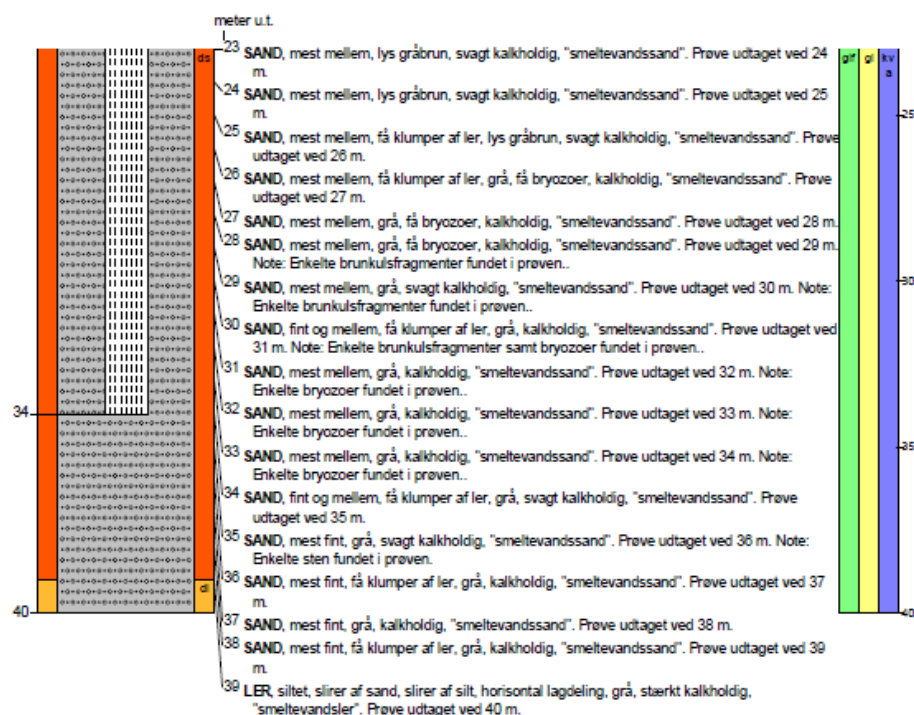 meter u.t.
23 SAND, mest mellem, lys gråbrun, svagt kalkholdig, "smeltevandssand". Prøve udtaget ved 24
m.
24 SAND, mest mellem, lys gråbrun, svagt kalkholdig, "smeltevandssand". Prøve udtaget ved 25
m.
25 SAND, mest mellem, få klumper af ler, lys gråbrun, svagt kalkholdig, "smeltevandssand". Prøve
udtaget ved 26 m.
26 SAND, mest mellem, få klumper af ler, grå, få bryozoer, kalkholdig, "smeltevandssand". Prøve
udtaget ved 27 m.
27 SAND, mest mellem, grå, få bryozoer, kalkholdig, "smeltevandssand". Prøve udtaget ved 28 m.
28 SAND, mest mellem, grå, få bryozoer, kalkholdig, "smeltevandssand". Prøve udtaget ved 29 m.
Note: Enkelte brunkulsfragmenter fundet i prøven..
29 SAND, mest mellem, grå, svagt kalkholdig, "smeltevandssand". Prøve udtaget ved 30 m. Note:
Enkelte brunkulsfragmenter fundet i prøven..
30 SAND, fint og mellem, få klumper af ler, grå, kalkholdig, "smeltevandssand". Prøve udtaget ved
31 m. Note: Enkelte brunkulsfragmenter samt bryozoer fundet i prøven..
31 SAND, mest mellem, grå, kalkholdig, "smeltevandssand". Prøve udtaget ved 32 m. Note:
Enkelte bryozoer fundet i prøven..
32 SAND, mest mellem, grå, kalkholdig, "smeltevandssand". Prøve udtaget ved 33 m. Note:
Enkelte bryozoer fundet i prøven..
33 SAND, mest mellem, grå, kalkholdig, "smeltevandssand". Prøve udtaget ved 34 m. Note:
Enkelte bryozoer fundet i prøven..
34 SAND, fint og mellem, få klumper af ler, grå, svagt kalkholdig, "smeltevandssand". Prøve
udtaget ved 35 m.
35 SAND, mest fint, grå, svagt kalkholdig, "smeltevandssand". Prøve udtaget ved 36 m. Note:
Enkelte sten fundet i prøven.
36 SAND, mest fint, få klumper af ler, grå, kalkholdig, "smeltevandssand". Prøve udtaget ved 37
m.
37 SAND, mest fint, grå, kalkholdig, "smeltevandssand". Prøve udtaget ved 38 m.
38 SAND, mest fint, få klumper af ler, grå, kalkholdig, "smeltevandssand". Prøve udtaget ved 39
m.
39 LER, siltet, slirer af sand, slirer af silt, horisontal lagdeling, grå, stærkt kalkholdig,
"smeltevandsler". Prøve udtaget ved 40 m.
34
40
ds
dl
glf
gl
kv
a
25
30
35
40